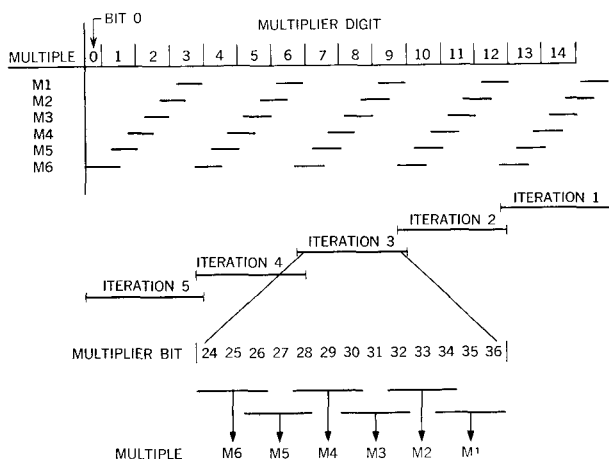 BIT 0
MULTIPLIER DIGIT
MULTIPLE 0 1 2 3 4 5 6 7 8 9 10 11 12 13 14
M1
M2
M3
M4
M5
M6
ITERATION 1
ITERATION 2
ITERATION 3
ITERATION 4
ITERATION 5
MULTIPLIER BIT 24 25 26 27 28 29 30 31 32 33 34 35 36
MULTIPLE M6 M5 M4 M3 M2 M1